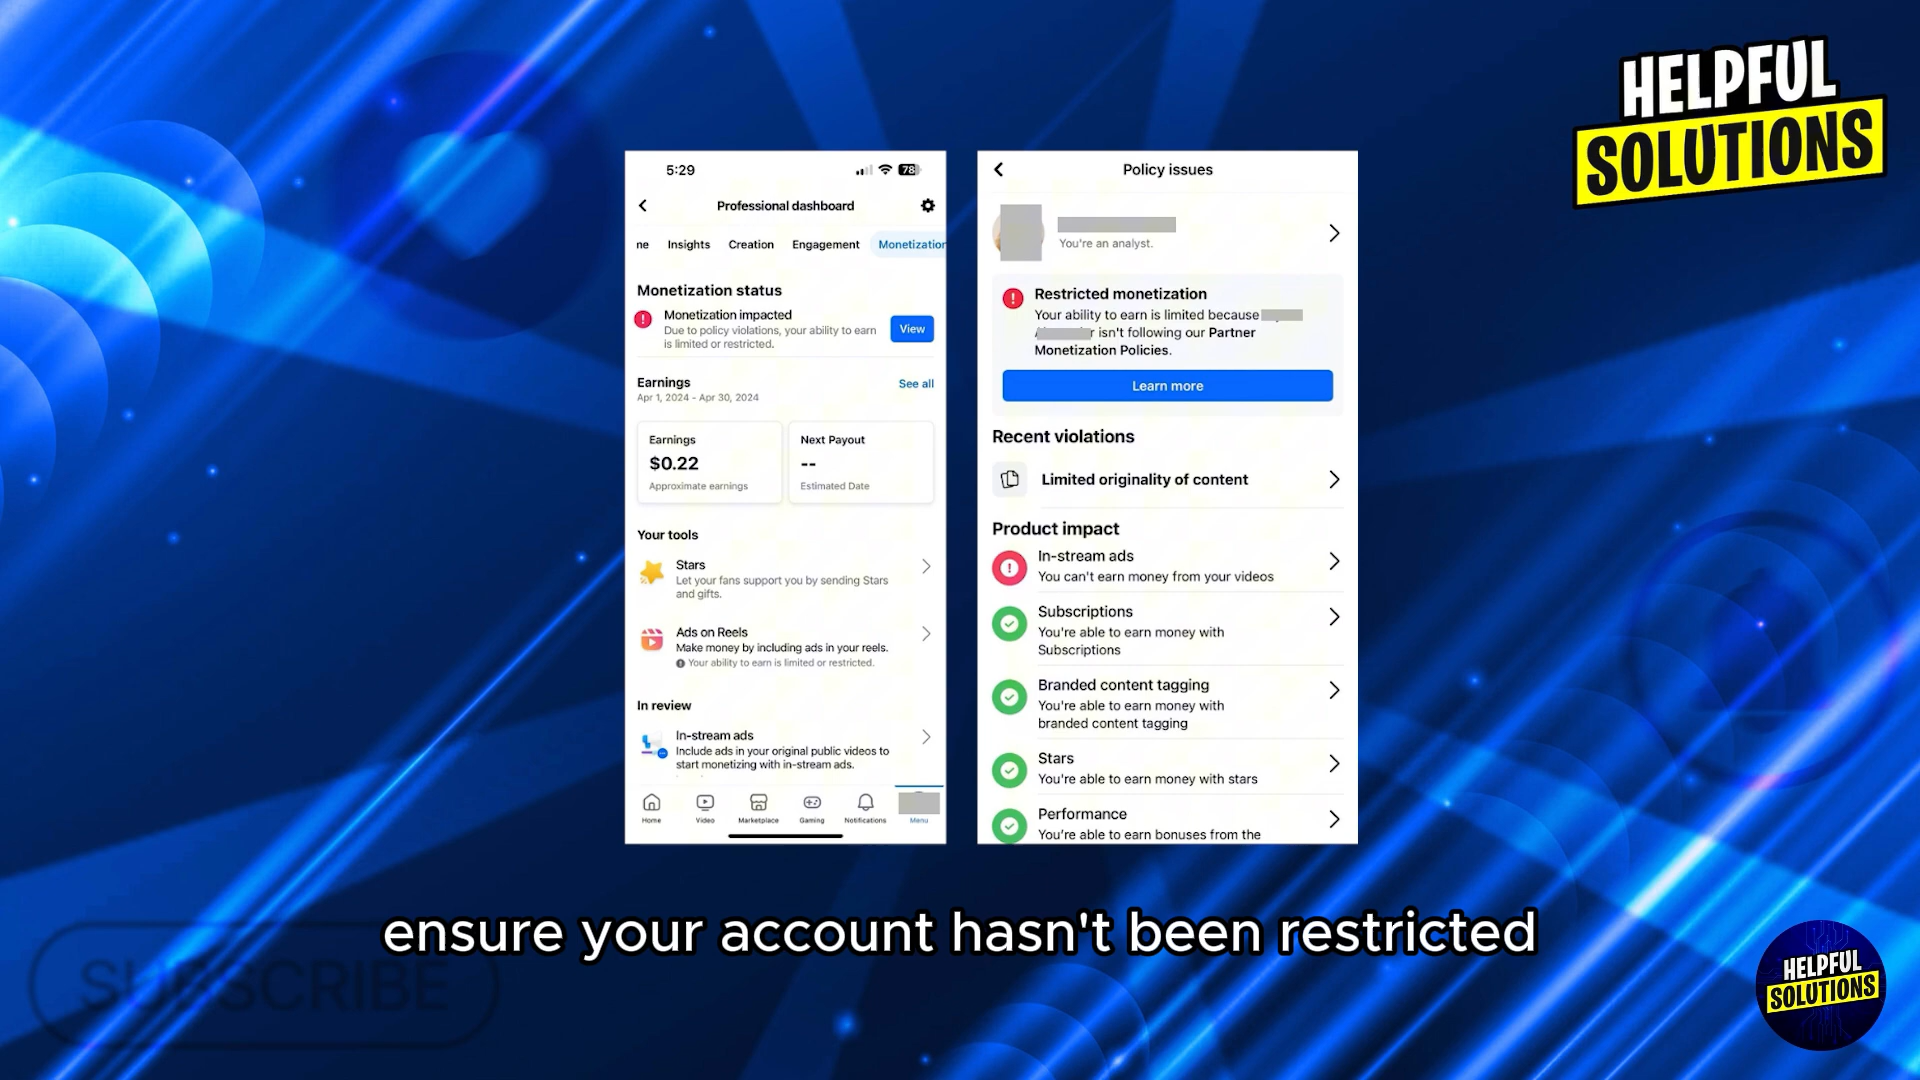 HELPFUL
SOLUTIONS
5:29
78
Professional dashboard
ne Insights Creation Engagement Monetization
Monetization status
Monetization impacted
Due to policy violations, your ability to earn
is limited or restricted.
View
Earnings
See all
Apr 1, 2024 - Apr 30, 2024
Earnings
$0.22
Approximate earnings
Next Payout
--
Estimated Date
Your tools
Stars
Let your fans support you by sending Stars
and gifts.
Ads on Reels
Make money by including ads in your reels.
Your ability to earn is limited or restricted.
In review
In-stream ads
Include ads in your original public videos to
start monetizing with in-stream ads.
Home Video Marketplace Gaming Notifications Menu
Policy issues
You're an analyst.
Restricted monetization
Your ability to earn is limited because
r isn't following our Partner
Monetization Policies.
Learn more
Recent violations
Limited originality of content
Product impact
In-stream ads
You can't earn money from your videos
Subscriptions
You're able to earn money with
Subscriptions
Branded content tagging
You're able to earn money with
branded content tagging
Stars
You're able to earn money with stars
Performance
You're able to earn bonuses from the
ensure your account hasn't been restricted
SUBSCRIBE
HELPFUL
SOLUTIONS